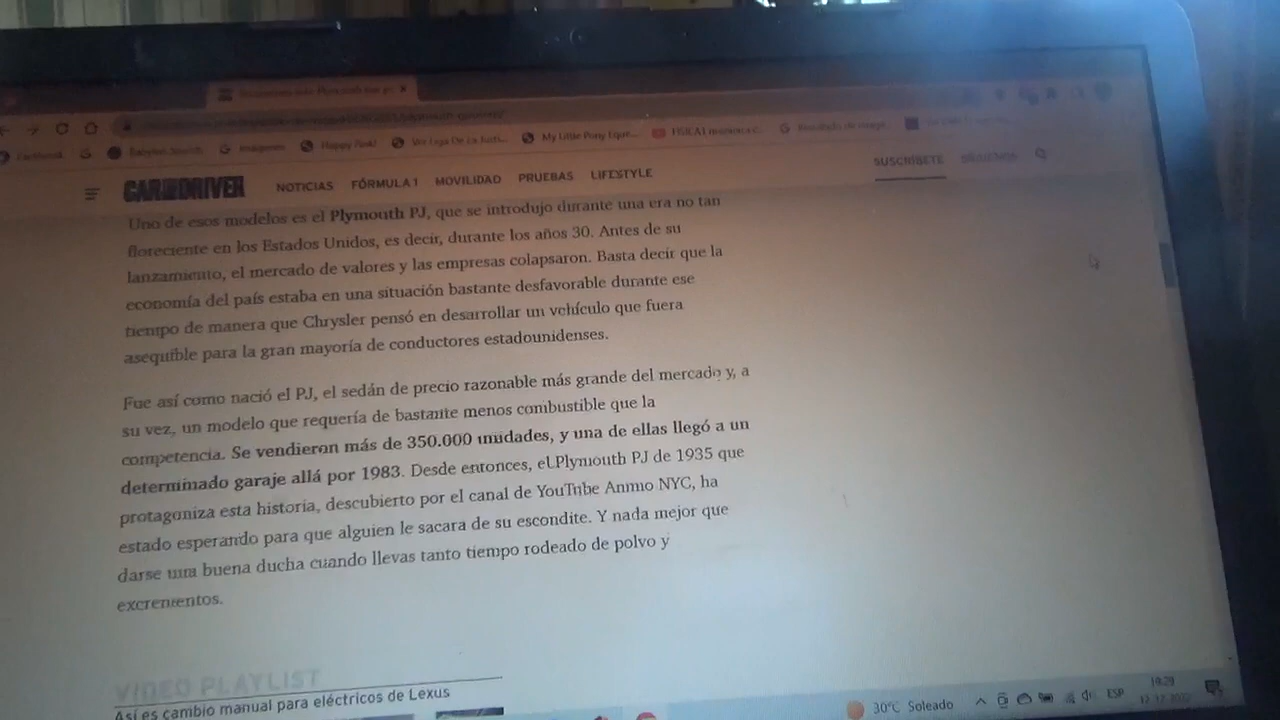 Facebook
Happy Pink!
My Little Pony Eque...
CAR AND DRIVER
NOTICIAS FÓRMULA 1 MOVILIDAD PRUEBAS LIFESTYLE
SUSCRÍBETE SÍGUENOS
Uno de esos modelos es el Plymouth PJ, que se introdujo durante una era no tan
floreciente en los Estados Unidos, es decir, durante los años 30. Antes de su
lanzamiento, el mercado de valores y las empresas colapsaron. Basta decir que la
economía del país estaba en una situación bastante desfavorable durante ese
tiempo de manera que Chrysler pensó en desarrollar un vehículo que fuera
asequible para la gran mayoría de conductores estadounidenses.
Fue así como nació el PJ, el sedán de precio razonable más grande del mercado y, a
su vez, un modelo que requería de bastante menos combustible que la
competencia. Se vendieron más de 350.000 unidades, y una de ellas llegó a un
determinado garaje allá por 1983. Desde entonces, el Plymouth PJ de 1935 que
protagoniza esta historia, descubierto por el canal de YouTube Ammo NYC, ha
estado esperando para que alguien le sacara de su escondite. Y nada mejor que
darse una buena ducha cuando llevas tanto tiempo rodeado de polvo y
excrementos.
VIDEO PLAYLIST
Así es cambio manual para eléctricos de Lexus
30°C Soleado
ESP